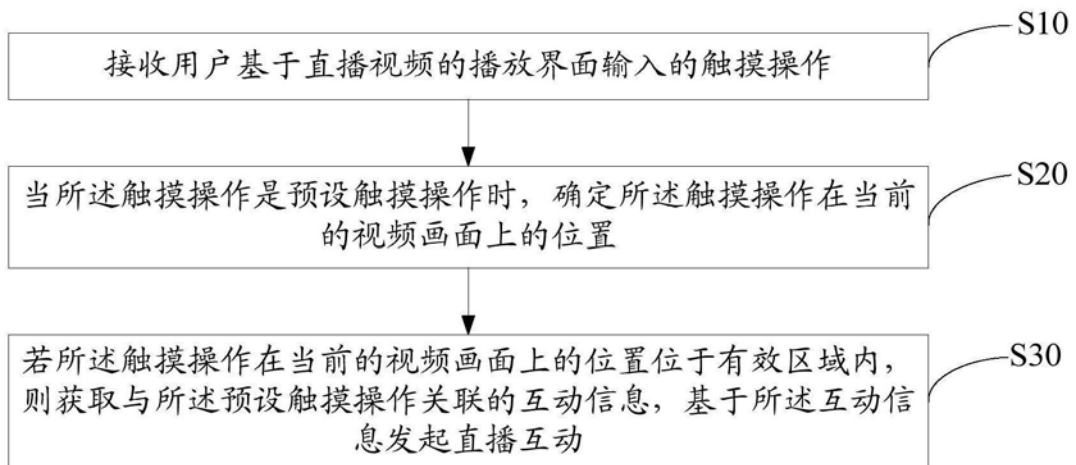 S10
接收用户基于直播视频的播放界面输入的触摸操作
S20
当所述触摸操作是预设触摸操作时，确定所述触摸操作在当前
的视频画面上的位置
S30
若所述触摸操作在当前的视频画面上的位置位于有效区域内，
则获取与所述预设触摸操作关联的互动信息，基于所述互动信
息发起直播互动